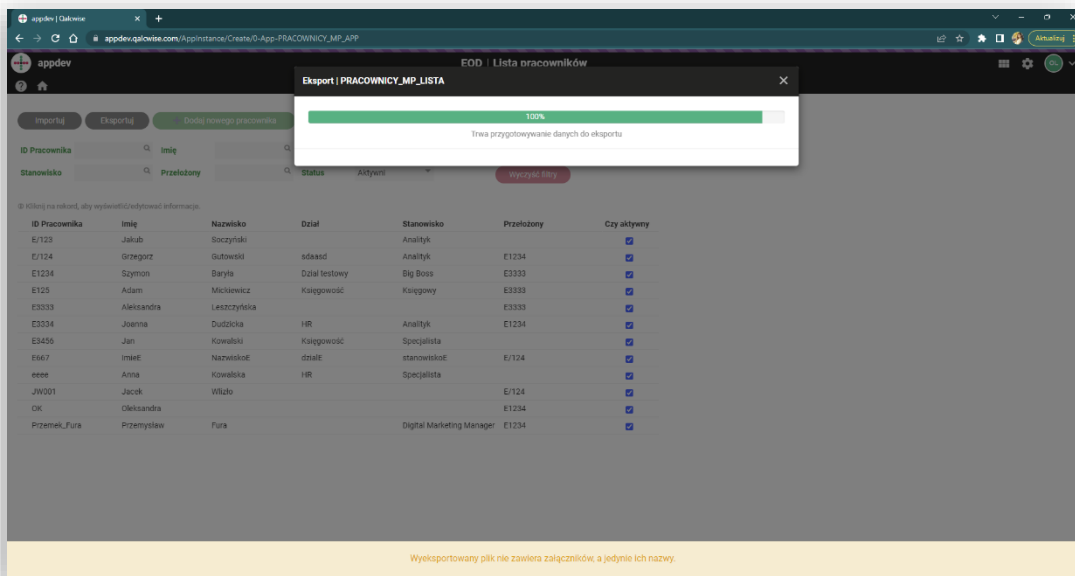 appdev | Qalcwise
appdev.qalcwise.com/AppInstance/Create/0-App-PRACOWNICY_MP_APP
Aktualizuj
appdev
EOD | Lista pracowników
OL
Eksport | PRACOWNICY_MP_LISTA
100%
Trwa przygotowywanie danych do eksportu
Importuj Eksportuj Dodaj nowego pracownika
ID Pracownika Imię
Stanowisko Przełożony Status Aktywni Wyczyść filtry
Kliknij na rekord, aby wyświetlić/edytować informacje.
ID Pracownika Imię Nazwisko Dział Stanowisko Przełożony Czy aktywny
E/123 Jakub Soczyński Analityk
E/124 Grzegorz Gutowski sdaasd Analityk E1234
E1234 Szymon Baryła Dział testowy Big Boss E3333
E125 Adam Mickiewicz Księgowość Księgowy E3333
E3333 Aleksandra Leszczyńska E3333
E3334 Joanna Dudzicka HR Analityk E1234
E3456 Jan Kowalski Księgowość Specjalista
E667 ImieE NazwiskoE dzialE stanowiskoE E/124
eeee Anna Kowalska HR Specjalista
JW001 Jacek Wlizło E/124
OK Oleksandra E1234
Przemek_Fura Przemysław Fura Digital Marketing Manager E1234
Wyeksportowany plik nie zawiera załączników, a jedynie ich nazwy.